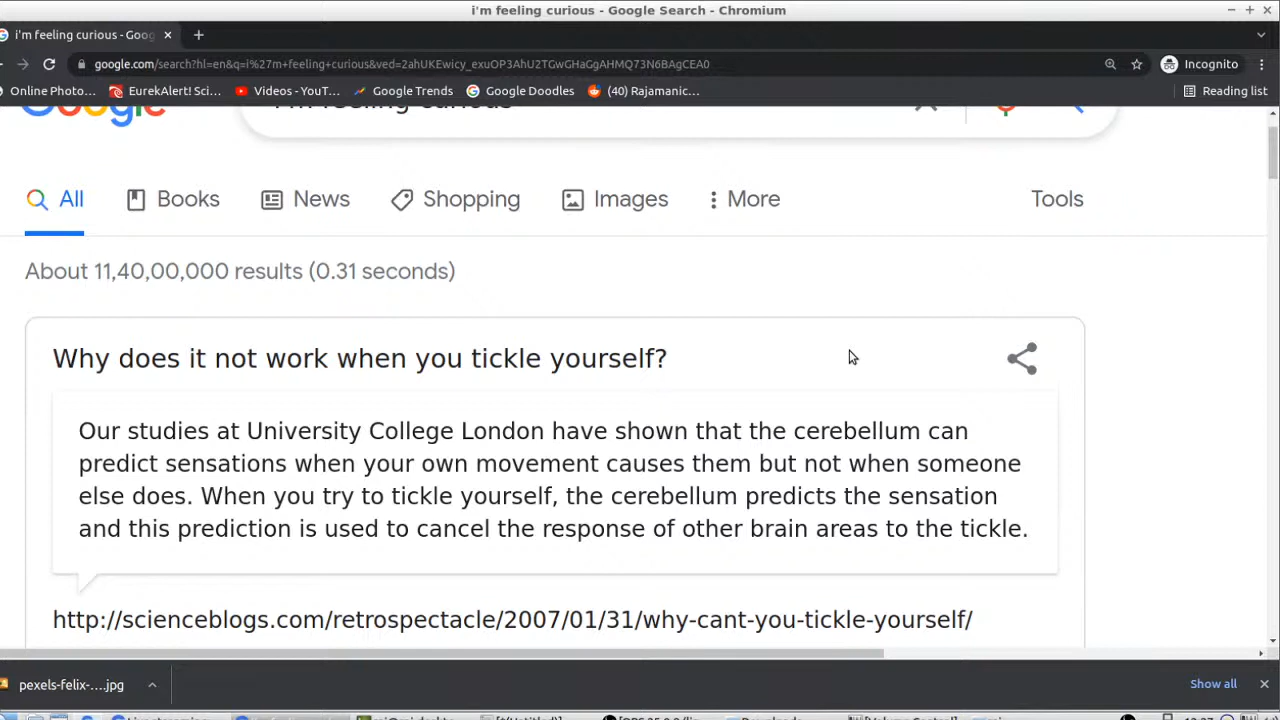 i'm feeling curious - Google Search - Chromium
i'm feeling curious - Goog
google.com/search?hl=en&q=i%27m+feeling+curious&ved=2ahUKEwicy_exuOP3AhU2TGwGHaGgAHMQ73N6BAgCEA0
Incognito
Online Photo…
EurekAlert! Sci…
Videos - YouT…
Google Trends
Google Doodles
(40) Rajamanic…
Reading list
Google
i'm feeling curious
All
Books
News
Shopping
Images
More
Tools
About 11,40,00,000 results (0.31 seconds)
Why does it not work when you tickle yourself?
Our studies at University College London have shown that the cerebellum can
predict sensations when your own movement causes them but not when someone
else does. When you try to tickle yourself, the cerebellum predicts the sensation
and this prediction is used to cancel the response of other brain areas to the tickle.
http://scienceblogs.com/retrospectacle/2007/01/31/why-cant-you-tickle-yourself/
pexels-felix-....jpg
Show all